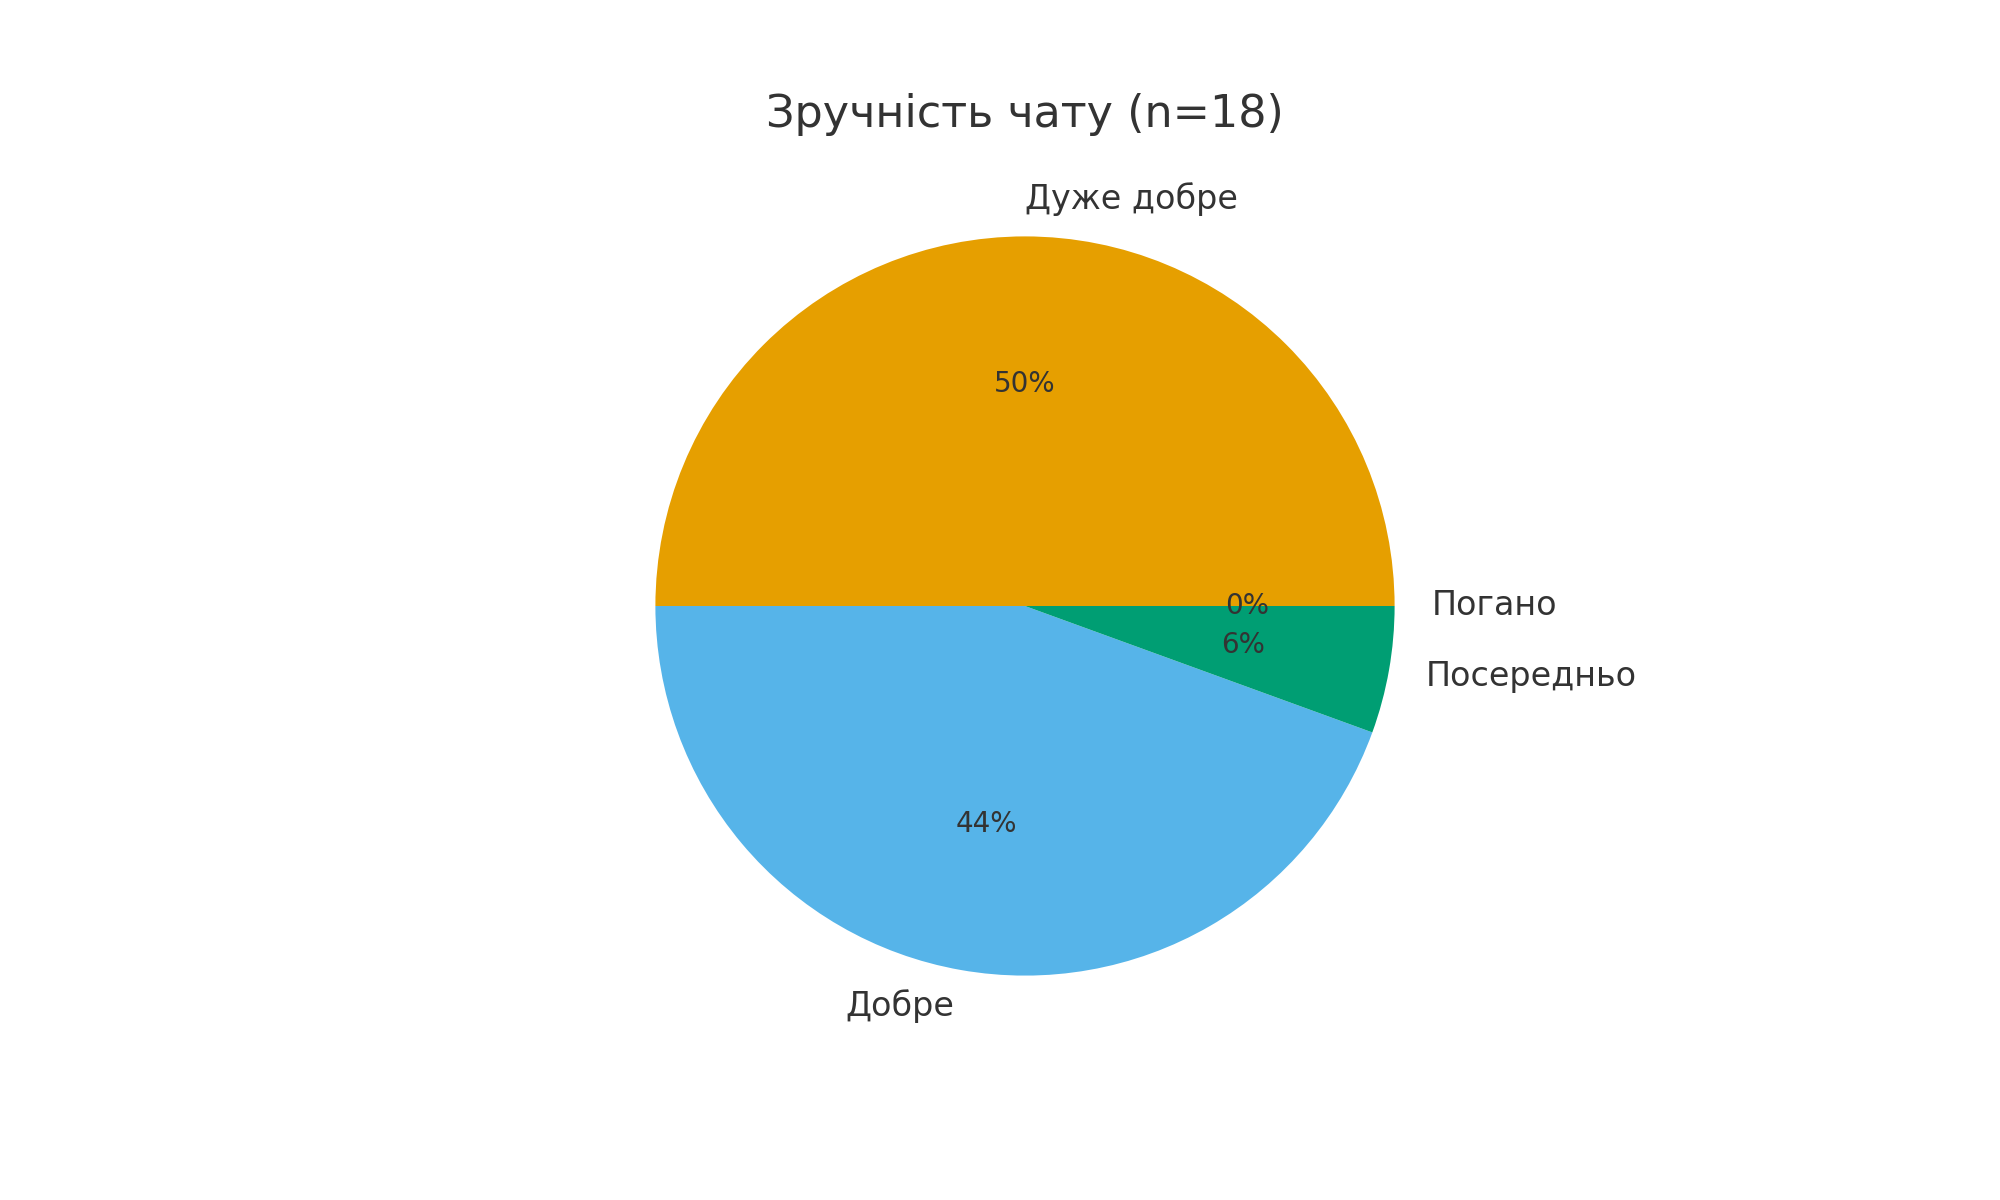 Зручність чату (n=18)
Дуже добре
50%
0%
Погано
6%
Посередньо
44%
Добре